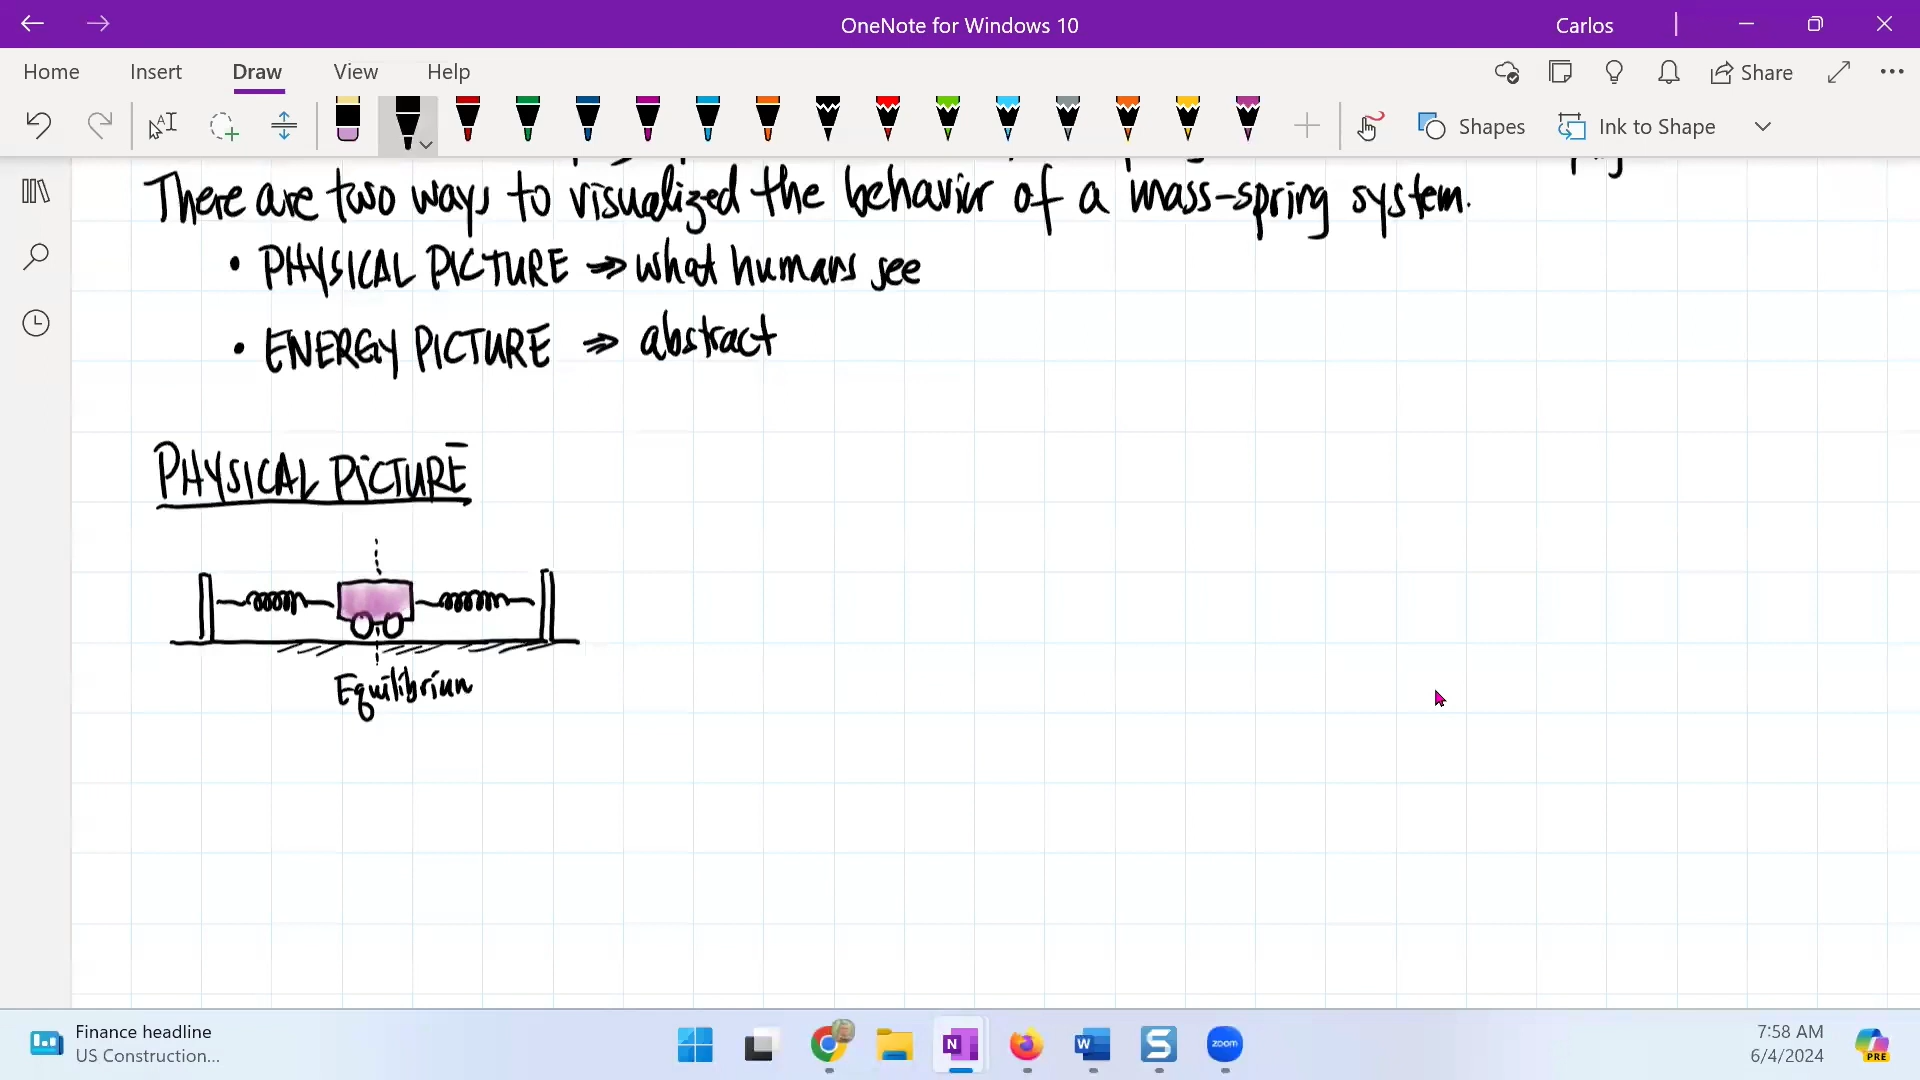 OneNote for Windows 10
Carlos
Home Insert Draw View Help
Share
Shapes
Ink to Shape
There are two ways to visualized the behavior of a mass-spring system.
• PHYSICAL PICTURE ⇒ what humans see
• ENERGY PICTURE ⇒ abstract
PHYSICAL PICTURE
Equilibrium
Finance headline
US Construction...
zoom
7:58 AM
6/4/2024
PRE